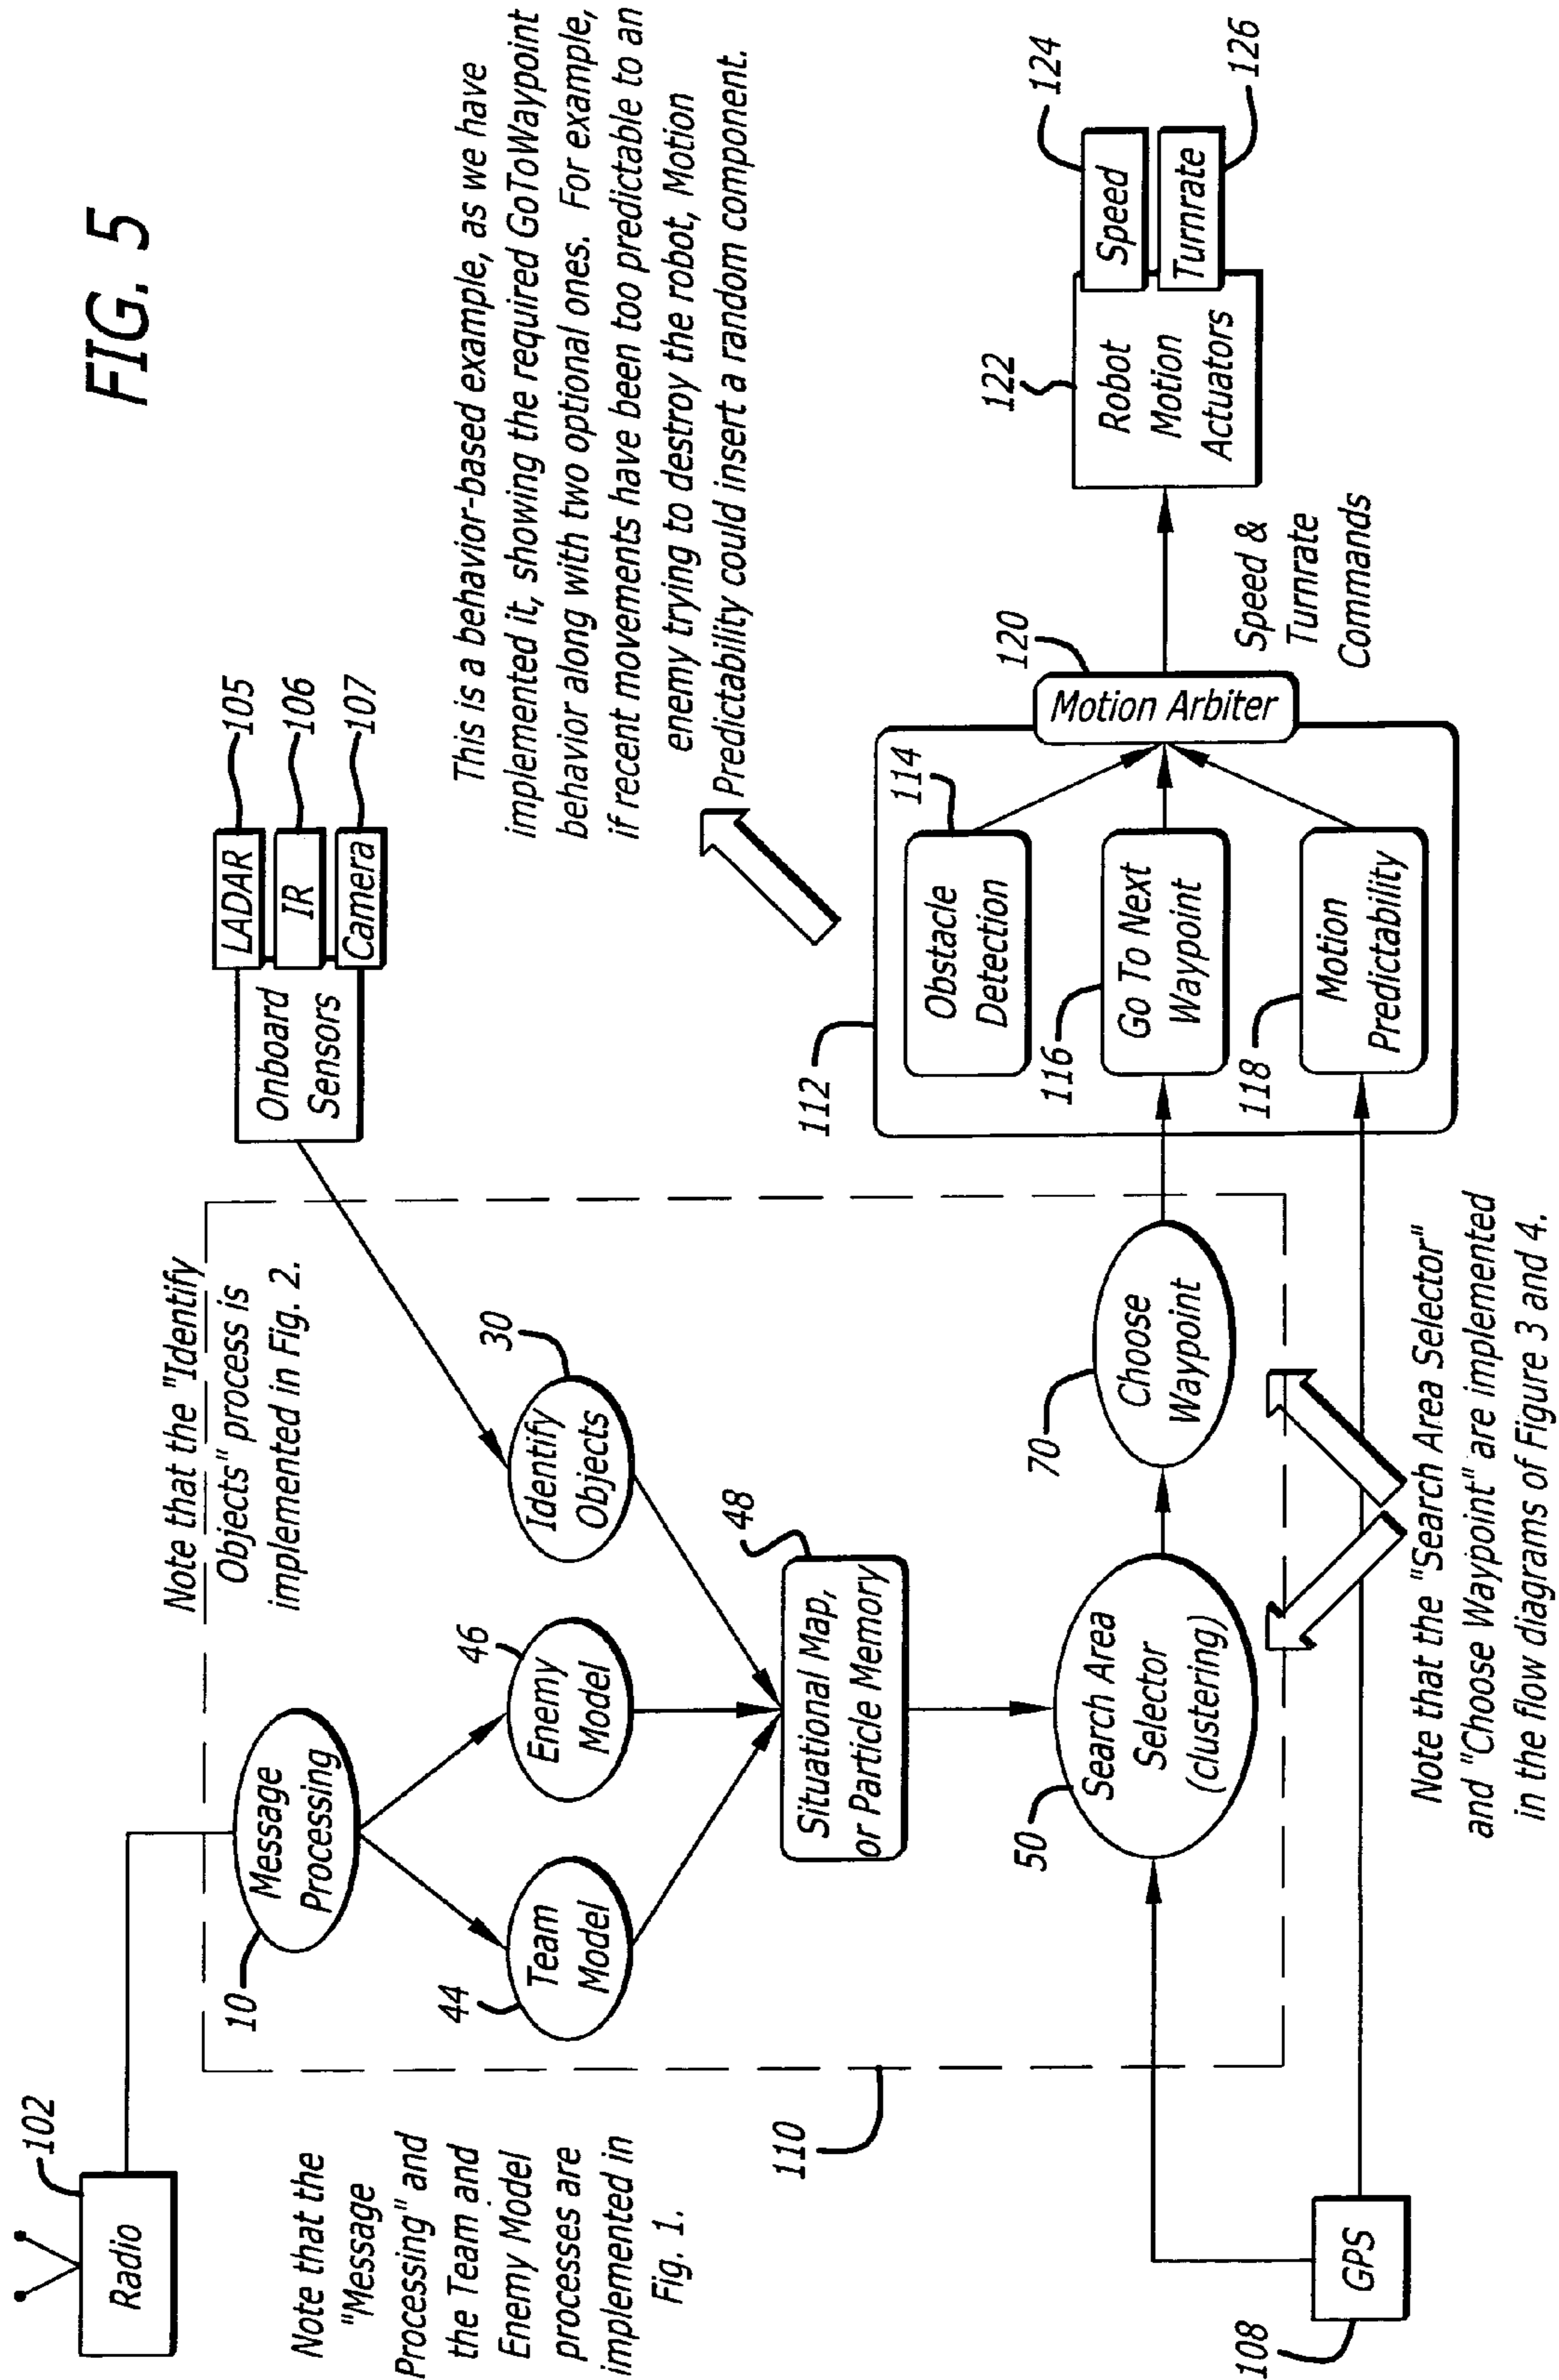 FIG. 5
102
Radio
Note that the
"Message
Processing" and
the Team and
Enemy Model
processes are
implemented in
Fig. 1.
Note that the "Identify
Objects" process is
implemented in Fig. 2.
Onboard
Sensors
LADAR
IR
Camera
105
106
107
This is a behavior-based example, as we have
implemented it, showing the required GoToWaypoint
behavior along with two optional ones. For example,
if recent movements have been too predictable to an
enemy trying to destroy the robot, Motion
Predictability could insert a random component.
10
Message
Processing
44
Team
Model
46
Enemy
Model
30
Identify
Objects
48
Situational Map,
or Particle Memory
110
50
Search Area
Selector
(clustering)
70
Choose
Waypoint
112
114
Obstacle
Detection
116
Go To Next
Waypoint
118
Motion
Predictability
120
Motion Arbiter
Speed &
Turnrate
Commands
122
Robot
Motion
Actuators
Speed
124
Turnrate
126
108
GPS
Note that the "Search Area Selector"
and "Choose Waypoint" are implemented
in the flow diagrams of Figure 3 and 4.